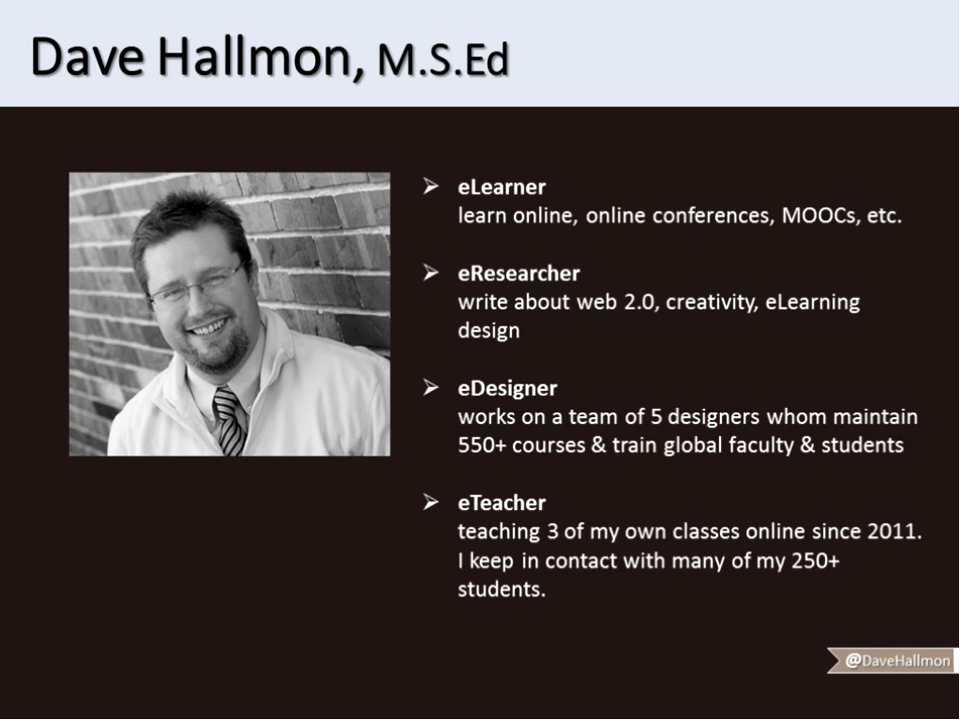 Dave Hallmon, M.S.Ed
eLearner
learn online, online conferences, MOOCs, etc.
eResearcher
write about web 2.0, creativity, eLearning
design
eDesigner
works on a team of 5 designers whom maintain
550+ courses & train global faculty & students
eTeacher
teaching 3 of my own classes online since 2011.
I keep in contact with many of my 250+
students.
@DaveHallmon